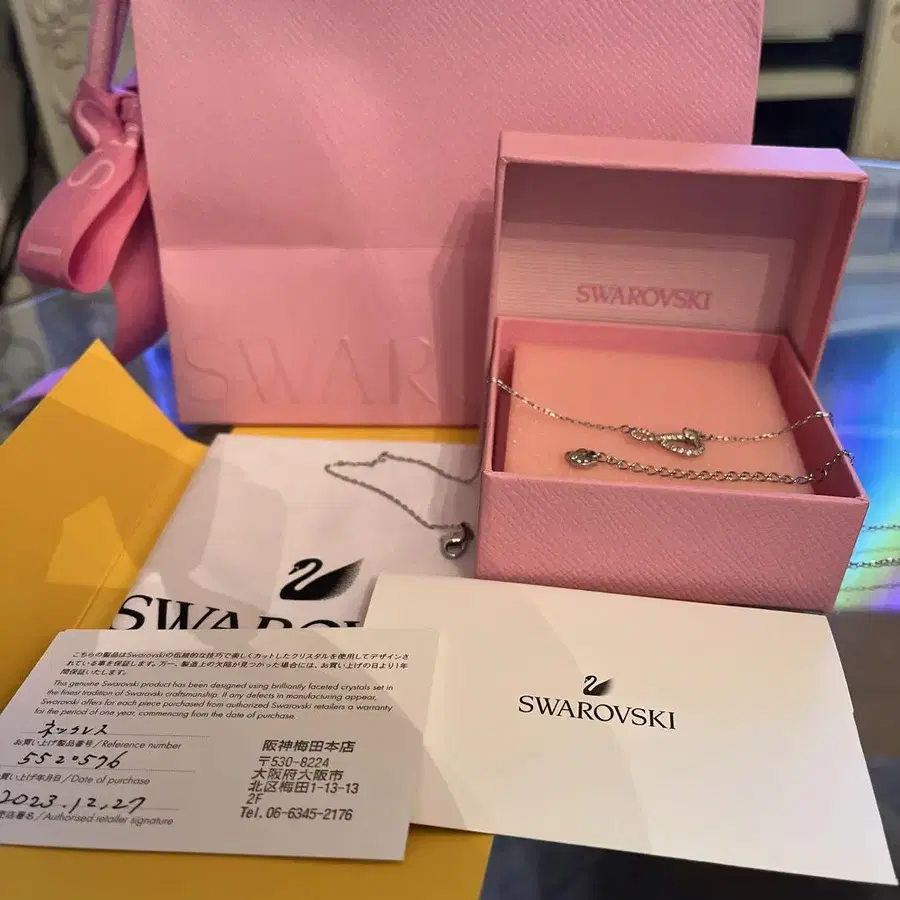 S
SWAR
SWAROVSKI
SWAROV
SWAROVSKI
こちらの製品はSwarovskiの伝統的な技巧で美しくカットしたクリスタルを使用してデザインさ
れている事を保証します。万一、製造上の欠陥が見つかった場合には、お買い上げの日より1年
間保証いたします。
This genuine Swarovski product has been designed using brilliantly faceted crystals set in
the finest tradition of Swarovski craftsmanship. If any defects in manufacturing appear,
Swarovski offers for each piece purchased from authorized Swarovski retailers a warranty
for the period of one year, commencing from the date of purchase.
ネックレス
お買い上げ製品番号/Reference number
5520576
買い上げ年月日/Date of purchase
2023.12.27
売店署名/Authorised retailer signature
阪神梅田本店
〒530-8224
大阪府大阪市
北区梅田1-13-13
2F
Tel.06-6345-2176